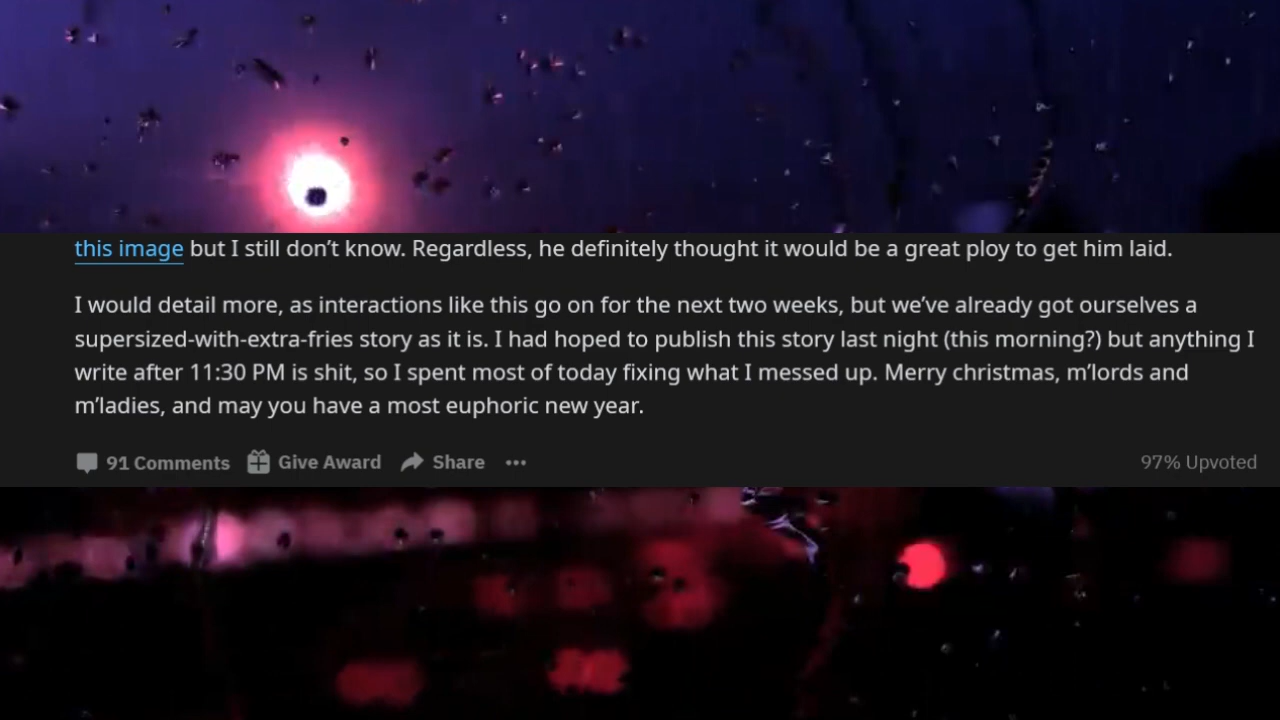 this image but I still don’t know. Regardless, he definitely thought it would be a great ploy to get him laid.
I would detail more, as interactions like this go on for the next two weeks, but we’ve already got ourselves a
supersized-with-extra-fries story as it is. I had hoped to publish this story last night (this morning?) but anything I
write after 11:30 PM is shit, so I spent most of today fixing what I messed up. Merry christmas, m’lords and
m’ladies, and may you have a most euphoric new year.
91 Comments Give Award Share ••• 97% Upvoted